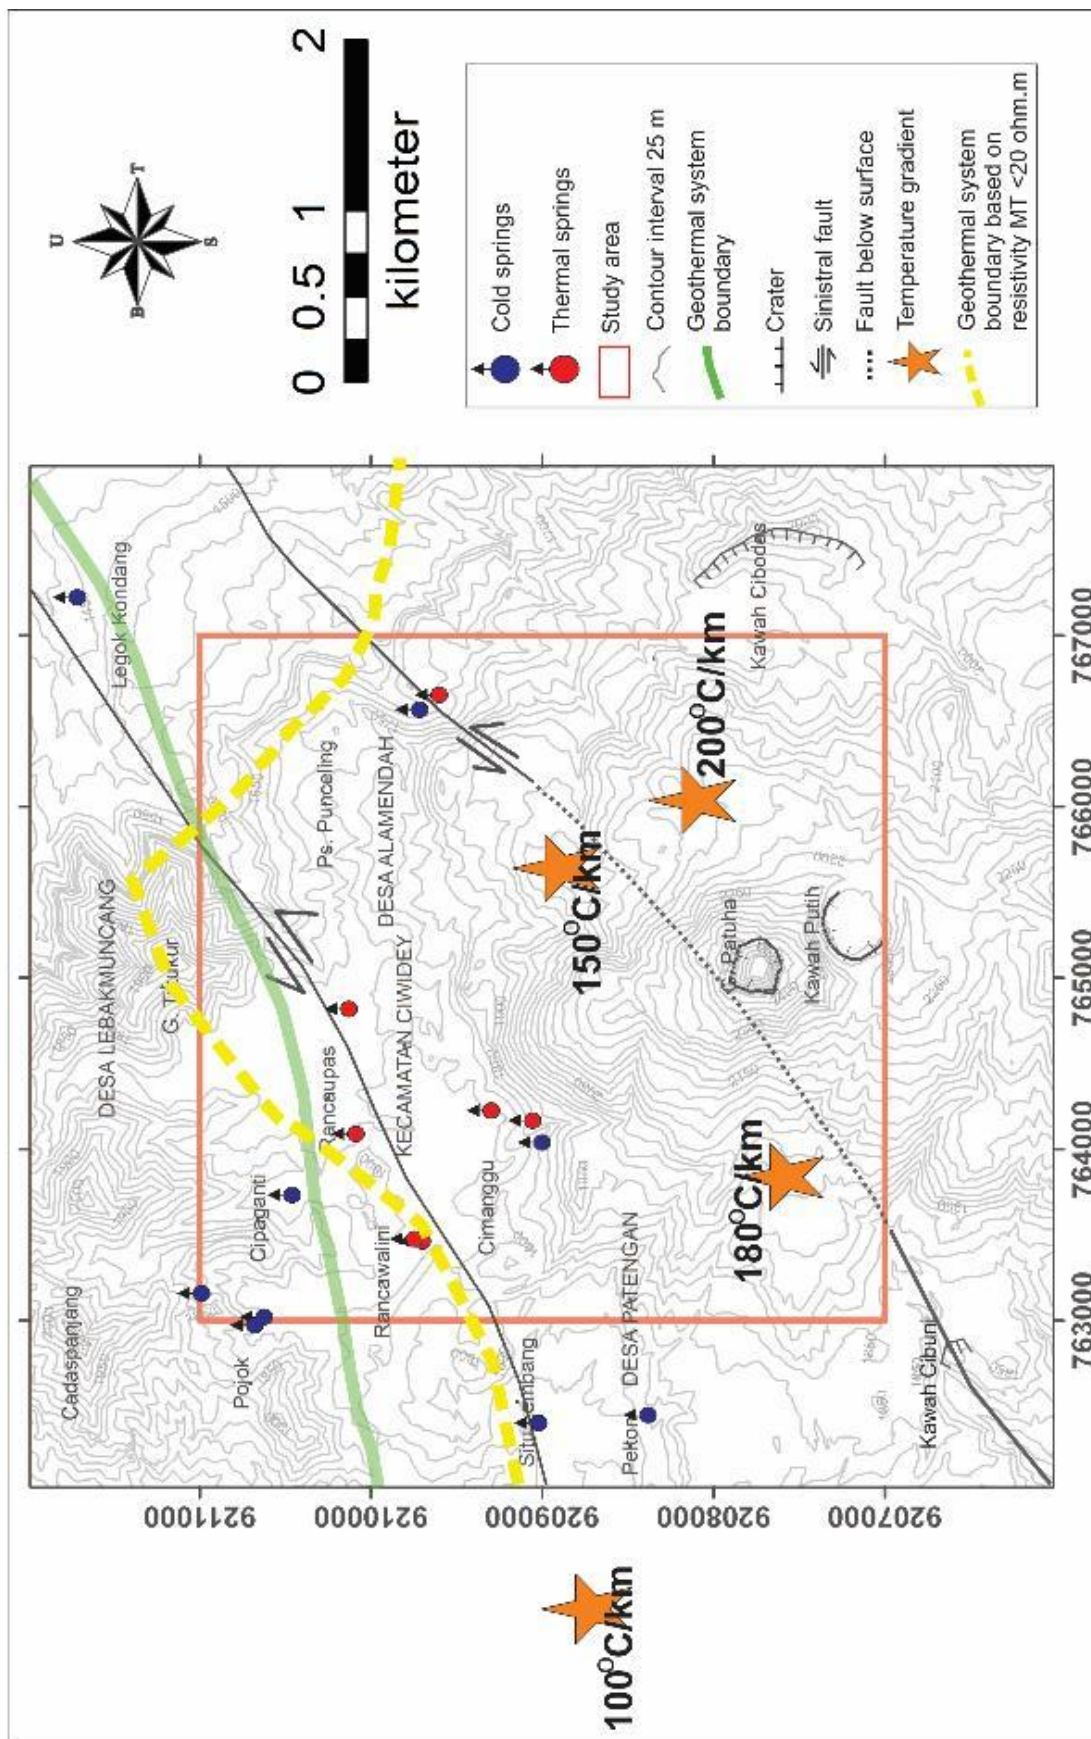 Cadaspanjang
DESA LEBAKMUNCANG
Legok Kondang
G. Tikukur
Pojok
Cipaganti
Rancaupas
Ps. Punceling
Rancawalini
KECAMATAN CIWIDEY
DESA ALAMENDAH
Cimanggu
DESA PATENGAN
150°C/km
200°C/km
180°C/km
100°C/km
Patuha
Kawah Putih
Kawah Cibodas
Kawah Cibuni
9211000
9210000
9209000
9208000
9207000
763000
764000
765000
766000
767000
U
B
T
S
0
0.5
1
2
kilometer
Cold springs
Thermal springs
Study area
Contour interval 25 m
Geothermal system
boundary
Crater
Sinistral fault
Fault below surface
Temperature gradient
Geothermal system
boundary based on
resistivity MT <20 ohm.m